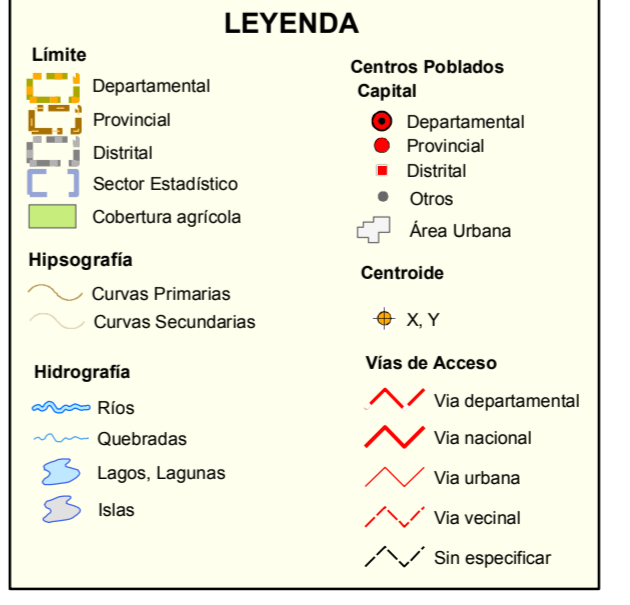 LEYENDA
Límite
Departamental
Provincial
Distrital
Sector Estadístico
Cobertura agrícola
Hipsografía
Curvas Primarias
Curvas Secundarias
Hidrografía
Ríos
Quebradas
Lagos, Lagunas
Islas
Centros Poblados
Capital
Departamental
Provincial
Distrital
Otros
Área Urbana
Centroide
X, Y
Vías de Acceso
Via departamental
Via nacional
Via urbana
Via vecinal
Sin especificar